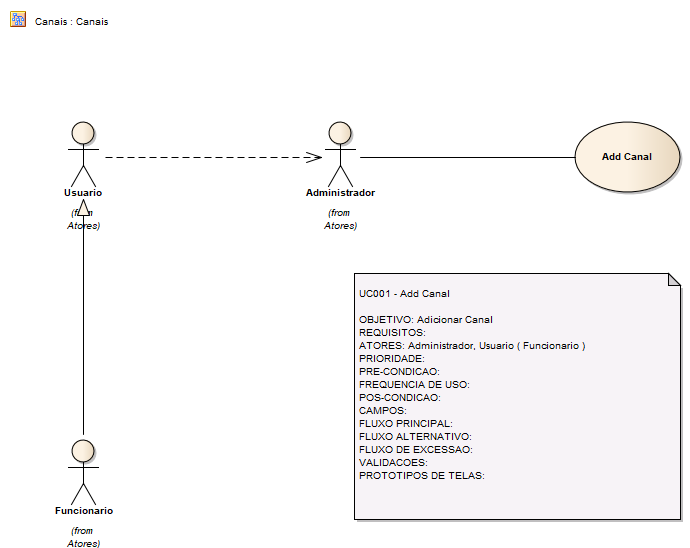 Canais : Canais
Add Canal
Usuario
Administrador
(from
Atores)
(from
Atores)
UC001 - Add Canal
OBJETIVO: Adicionar Canal
REQUISITOS:
ATORES: Administrador, Usuario ( Funcionario )
PRIORIDADE:
PRE-CONDICAO:
FREQUENCIA DE USO:
POS-CONDICAO:
CAMPOS:
FLUXO PRINCIPAL:
FLUXO ALTERNATIVO:
FLUXO DE EXCESSAO:
VALIDACOES:
PROTOTIPOS DE TELAS:
Funcionario
(from
Atores)